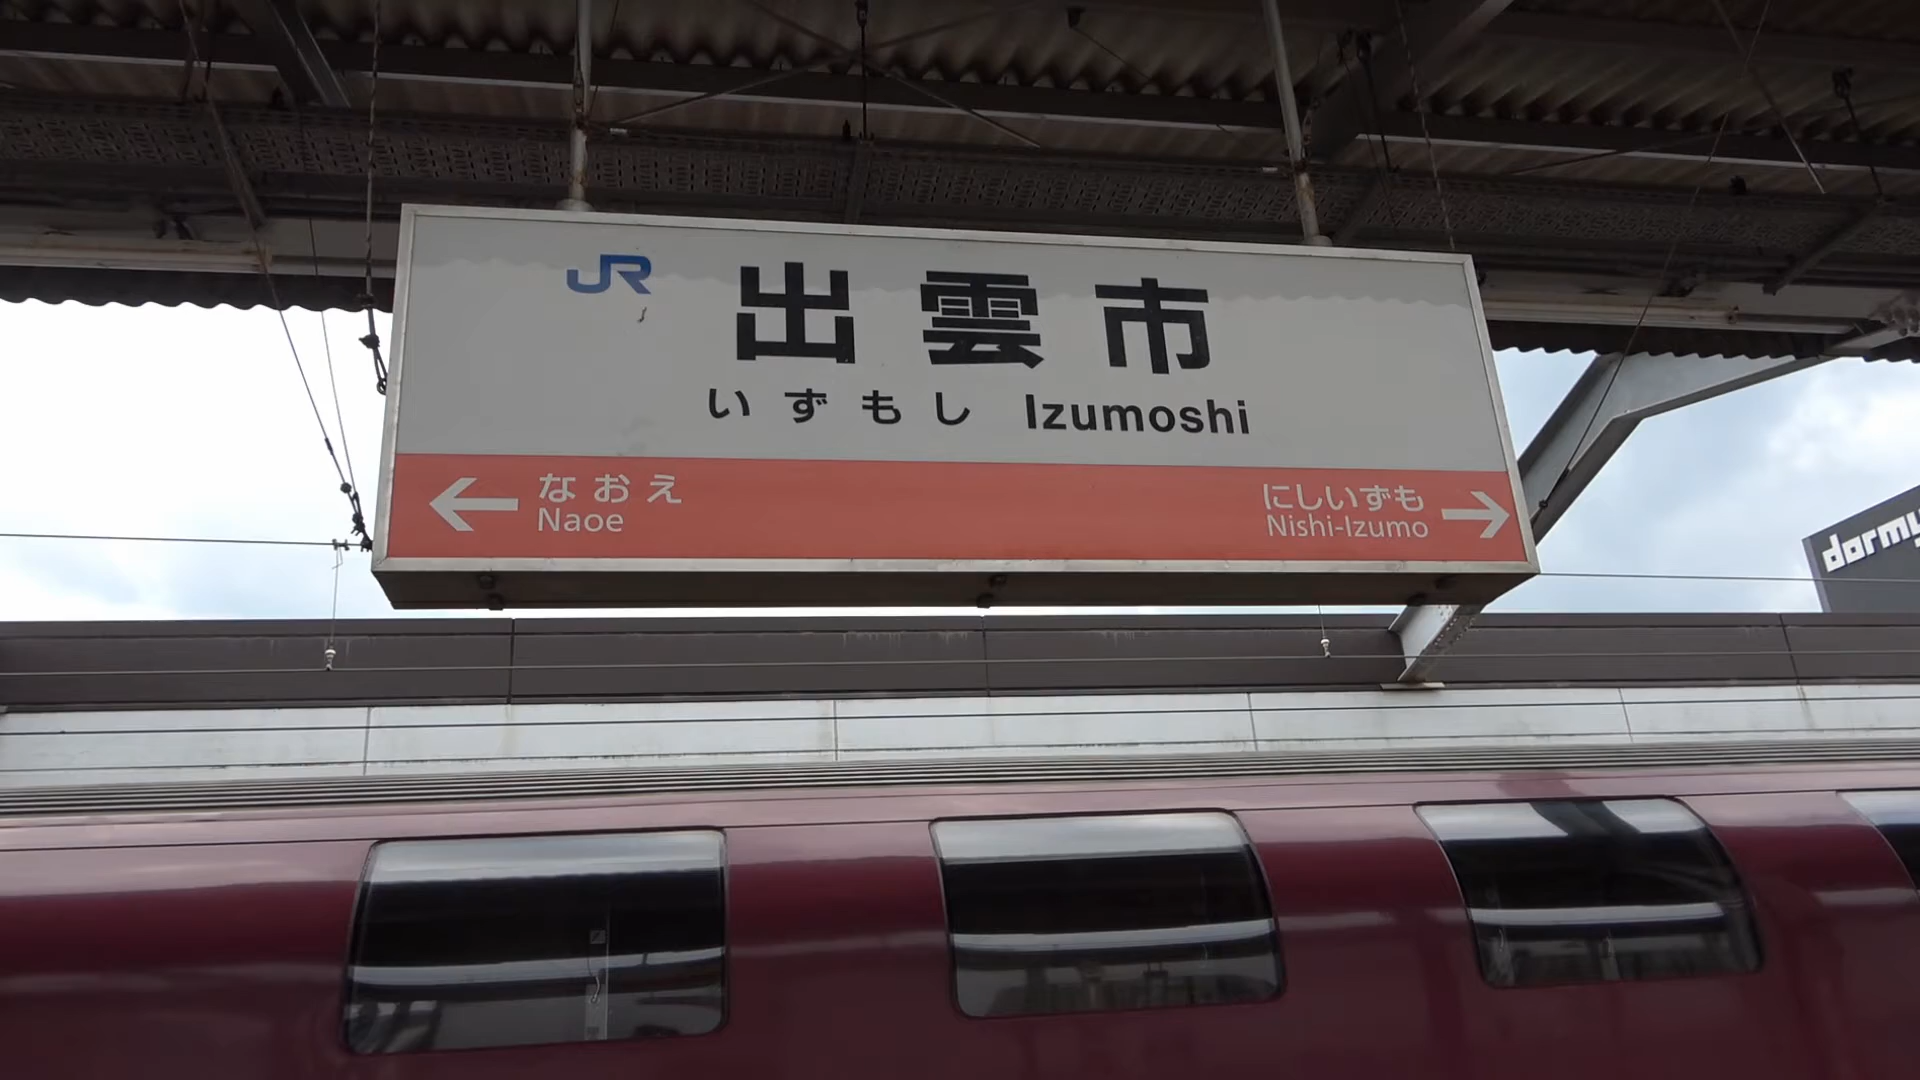 JR
出雲市
いずもし Izumoshi
← なおえ
Naoe
にしいずも →
Nishi-Izumo
dormy